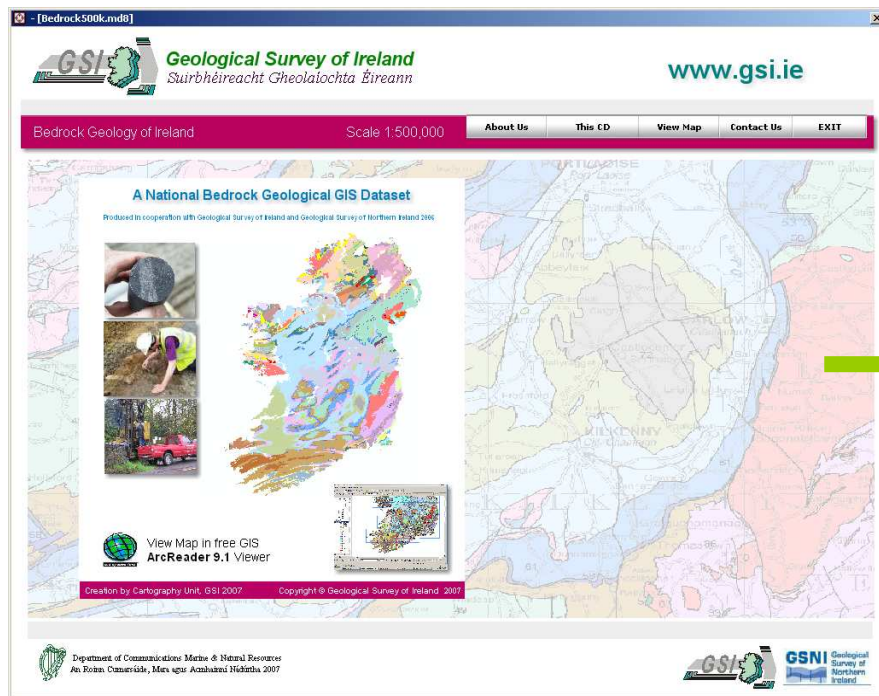 - [Bedrock500k.md8]
GSI
Geological Survey of Ireland
Suirbhéireacht Gheolaíochta Éireann
www.gsi.ie
Bedrock Geology of Ireland
Scale 1:500,000
About Us
This CD
View Map
Contact Us
EXIT
A National Bedrock Geological GIS Dataset
Produced in cooperation with Geological Survey of Ireland and Geological Survey of Northern Ireland 2006
PORTLAOISE
KILKENNY
View Map in free GIS
ArcReader 9.1 Viewer
Creation by Cartography Unit, GSI 2007
Copyright © Geological Survey of Ireland 2007
Department of Communications Marine & Natural Resources
An Roinn Cumarsáide, Mara agus Acmhainní Nádúrtha 2007
GSI
GSNI
Geological
Survey of
Northern
Ireland